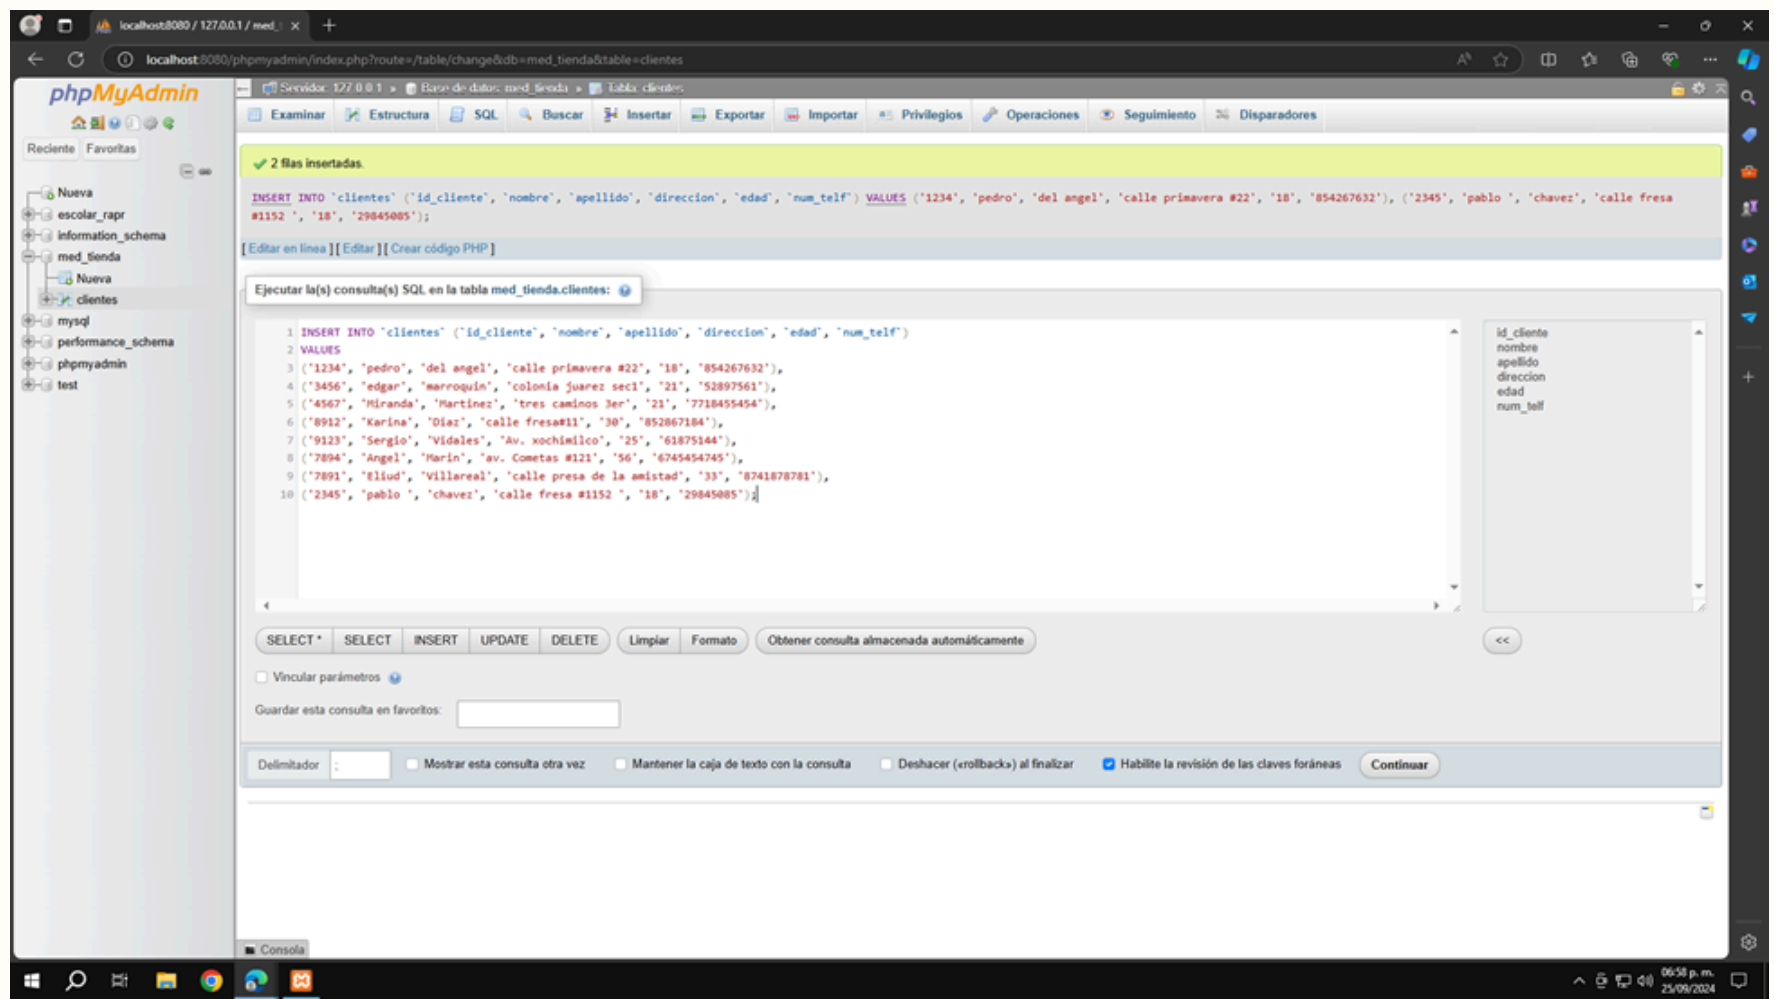 localhost:8080 / 127.0.0.1 / med_
localhost:8080/phpmyadmin/index.php?route=/table/change&db=med_tienda&table=clientes
phpMyAdmin
Servidor: 127.0.0.1 » Base de datos: med_tienda » Tabla: clientes
Examinar Estructura SQL Buscar Insertar Exportar Importar Privilegios Operaciones Seguimiento Disparadores
Reciente Favoritas
Nueva
escolar_rapr
information_schema
med_tienda
Nueva
clientes
mysql
performance_schema
phpmyadmin
test
2 filas insertadas.
INSERT INTO `clientes` (`id_cliente`, `nombre`, `apellido`, `direccion`, `edad`, `num_telf`) VALUES ('1234', 'pedro', 'del angel', 'calle primavera #22', '18', '854267632'), ('2345', 'pablo ', 'chavez', 'calle fresa
#1152 ', '18', '29845085');
[ Editar en línea ] [ Editar ] [ Crear código PHP ]
Ejecutar la(s) consulta(s) SQL en la tabla med_tienda.clientes:
1 INSERT INTO `clientes` (`id_cliente`, `nombre`, `apellido`, `direccion`, `edad`, `num_telf`)
2 VALUES
3 ('1234', 'pedro', 'del angel', 'calle primavera #22', '18', '854267632'),
4 ('3456', 'edgar', 'marroquin', 'colonia juarez sec1', '21', '52897561'),
5 ('4567', 'Miranda', 'Martinez', 'tres caminos 3er', '21', '7718455454'),
6 ('8912', 'Karina', 'Diaz', 'calle fresa#11', '30', '852867184'),
7 ('9123', 'Sergio', 'Vidales', 'Av. xochimilco', '25', '61875144'),
8 ('7894', 'Angel', 'Marin', 'av. Cometas #121', '56', '6745454745'),
9 ('7891', 'Eliud', 'Villareal', 'calle presa de la amistad', '33', '8741878781'),
10 ('2345', 'pablo ', 'chavez', 'calle fresa #1152 ', '18', '29845085');
id_cliente
nombre
apellido
direccion
edad
num_telf
SELECT * SELECT INSERT UPDATE DELETE Limpiar Formato Obtener consulta almacenada automáticamente <<
Vincular parámetros
Guardar esta consulta en favoritos:
Delimitador ; Mostrar esta consulta otra vez Mantener la caja de texto con la consulta Deshacer («rollback») al finalizar Habilite la revisión de las claves foráneas Continuar
Consola
06:58 p. m.
25/09/2024